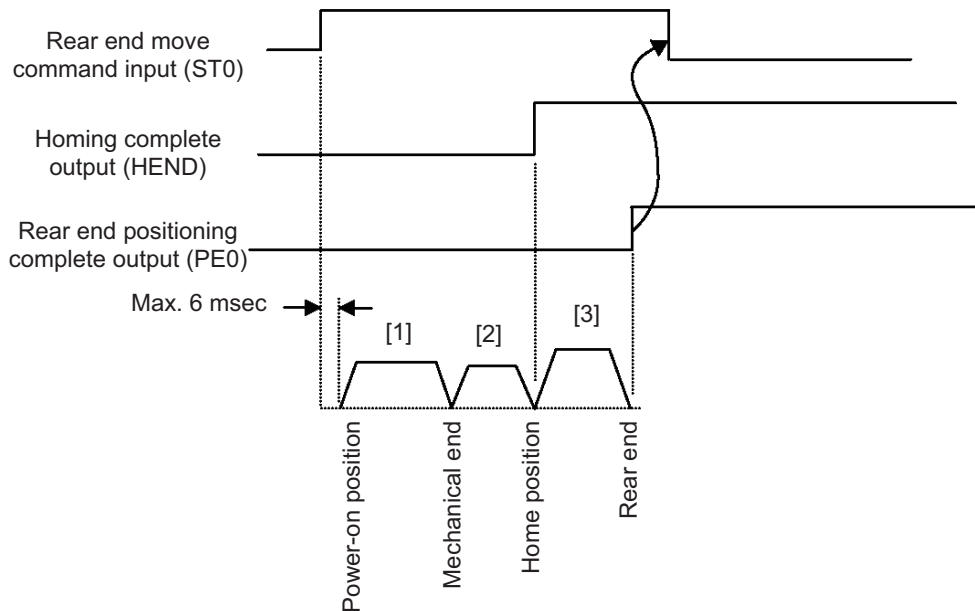 Rear end move
command input (ST0)
Homing complete
output (HEND)
Rear end positioning
complete output (PE0)
Max. 6 msec
[1]
[2]
[3]
Power-on position
Mechanical end
Home position
Rear end